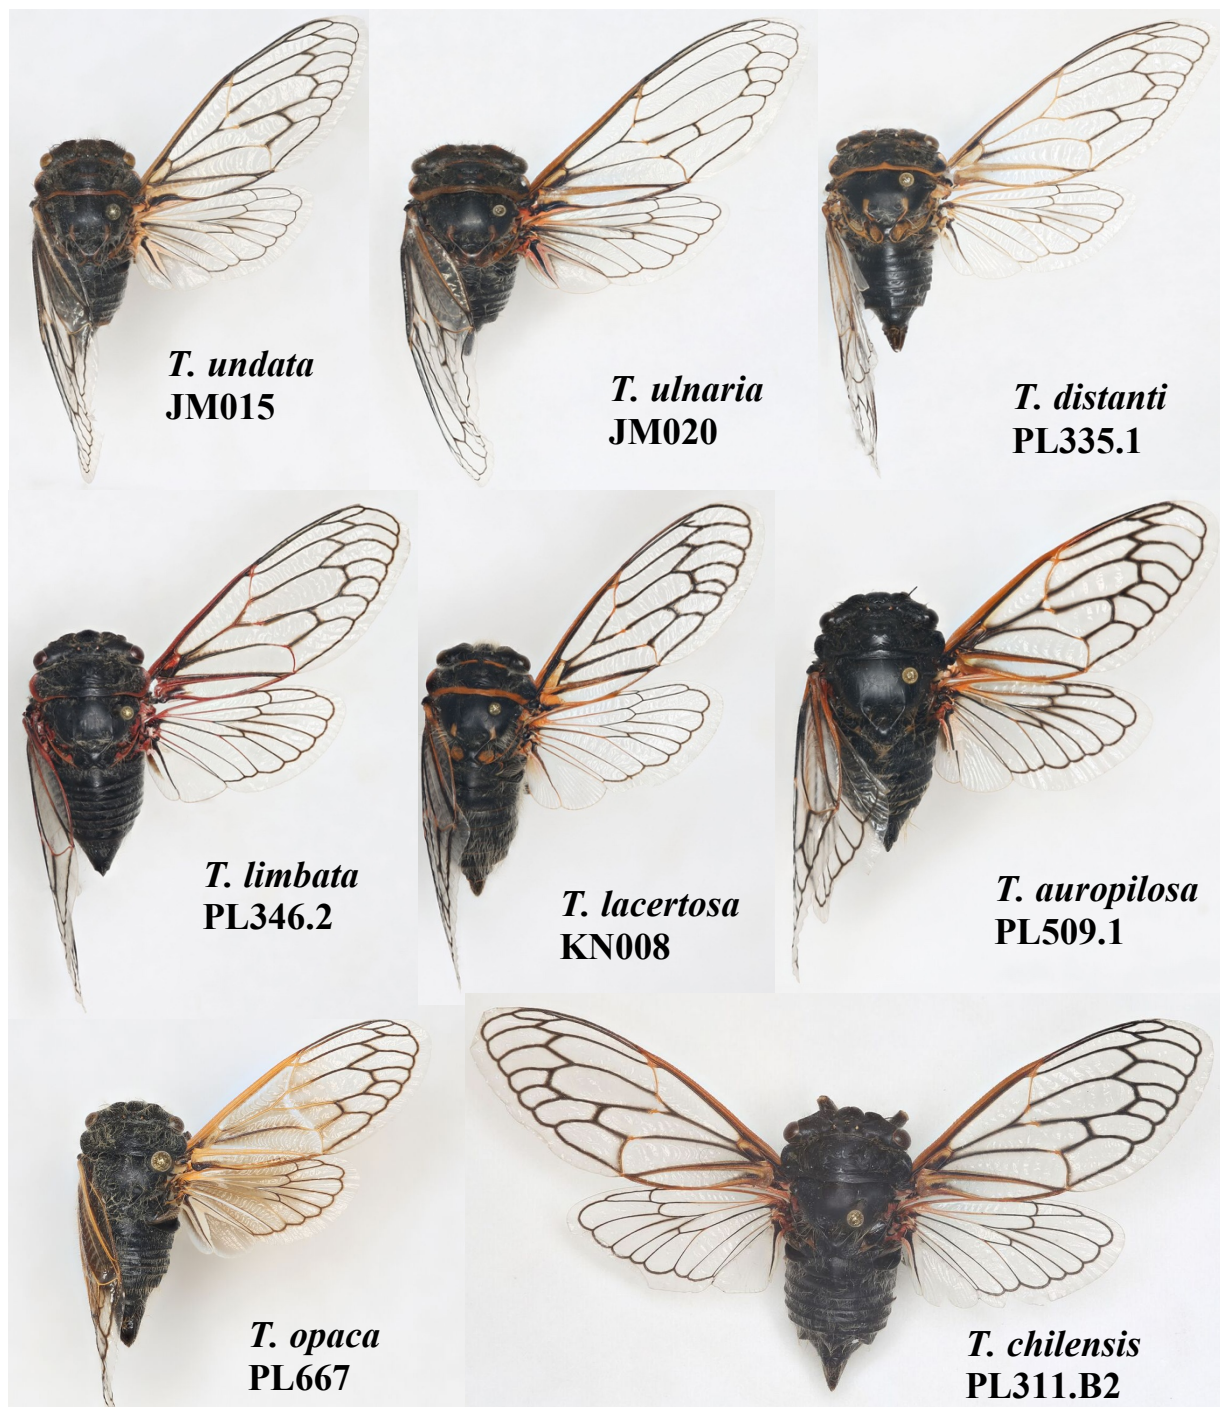 T. undata
JM015
T. ulnaria
JM020
T. distanti
PL335.1
T. limbata
PL346.2
T. lacertosa
KN008
T. auropilosa
PL509.1
T. opaca
PL667
T. chilensis
PL311.B2